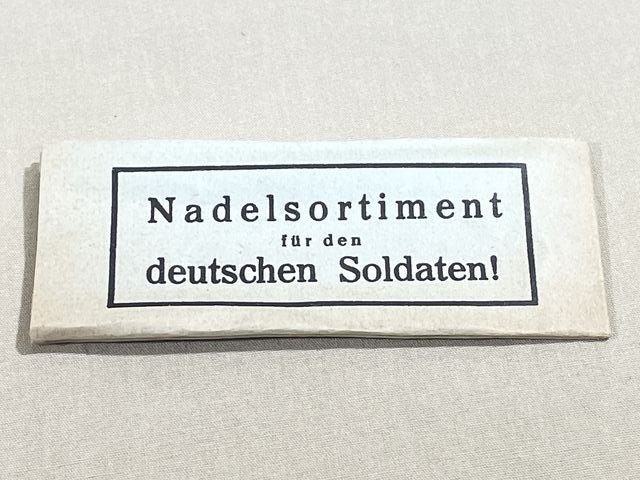 Nadelsortiment
für den
deutschen Soldaten!